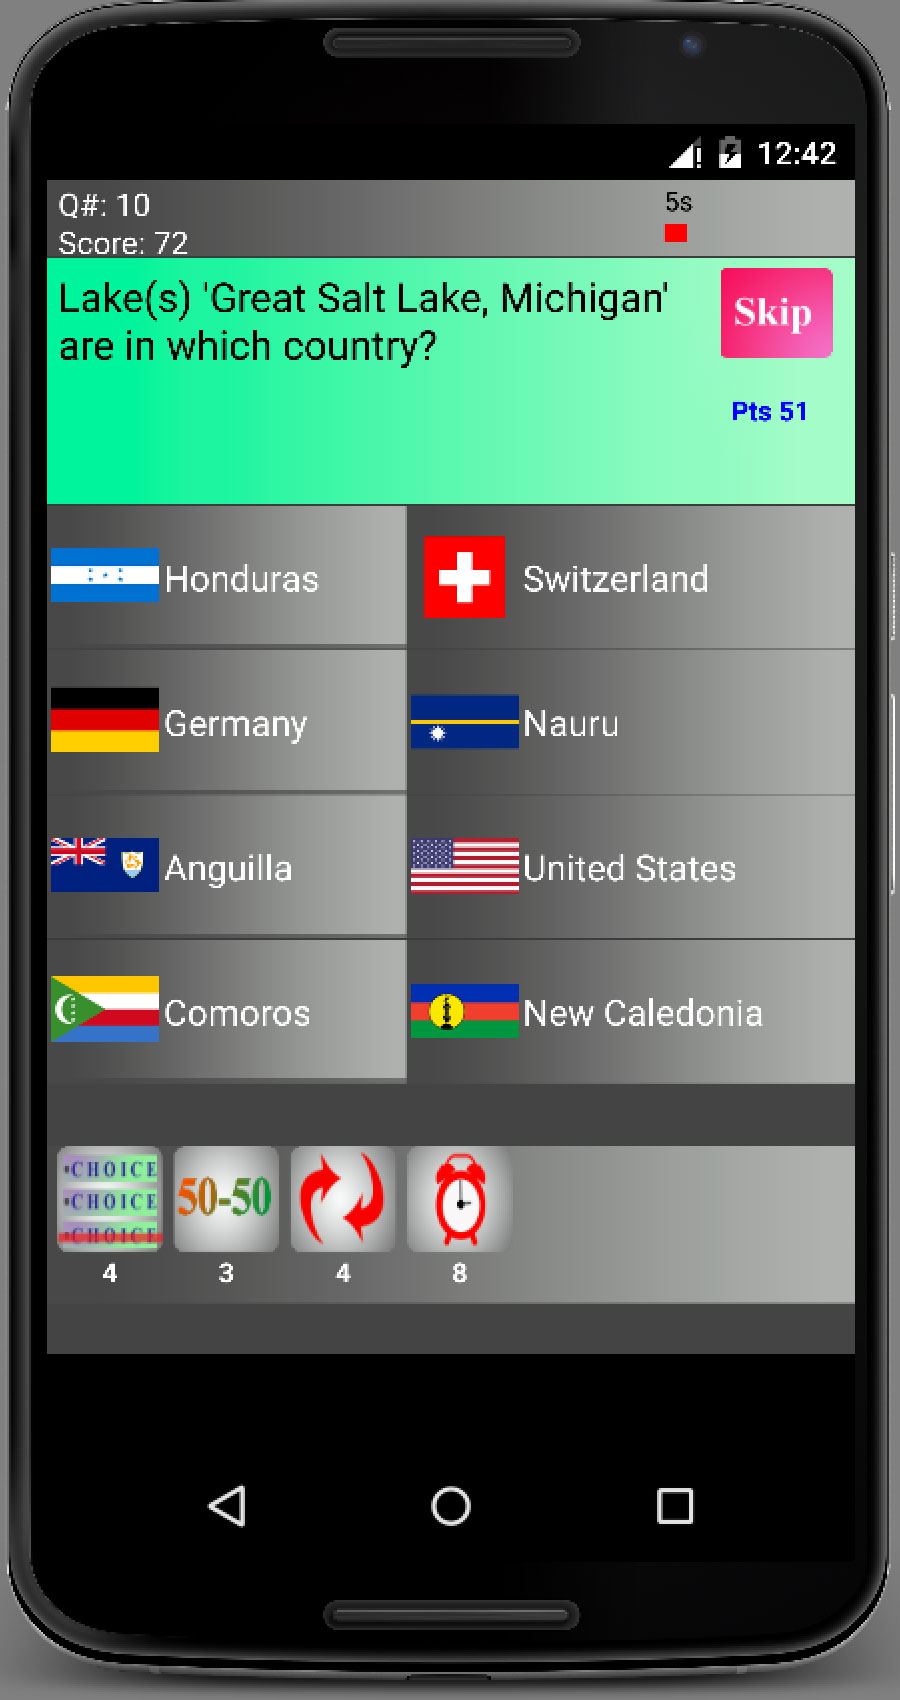 12:42
Q#: 10
5s
Score: 72
Lake(s) 'Great Salt Lake, Michigan'
are in which country?
Skip
Pts 51
Honduras
Switzerland
Germany
Nauru
Anguilla
United States
Comoros
New Caledonia
CHOICE
CHOICE
CHOICE
50-50
4
3
4
8